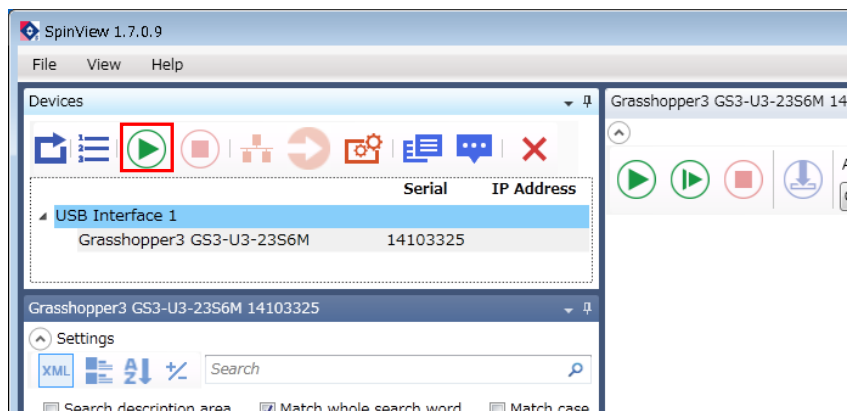 SpinView 1.7.0.9
File View Help
Devices
Serial IP Address
USB Interface 1
Grasshopper3 GS3-U3-23S6M 14103325
Grasshopper3 GS3-U3-23S6M 14103325
Settings
XML
A
Z
Search
Search description area Match whole search word Match case
Grasshopper3 GS3-U3-23S6M 14